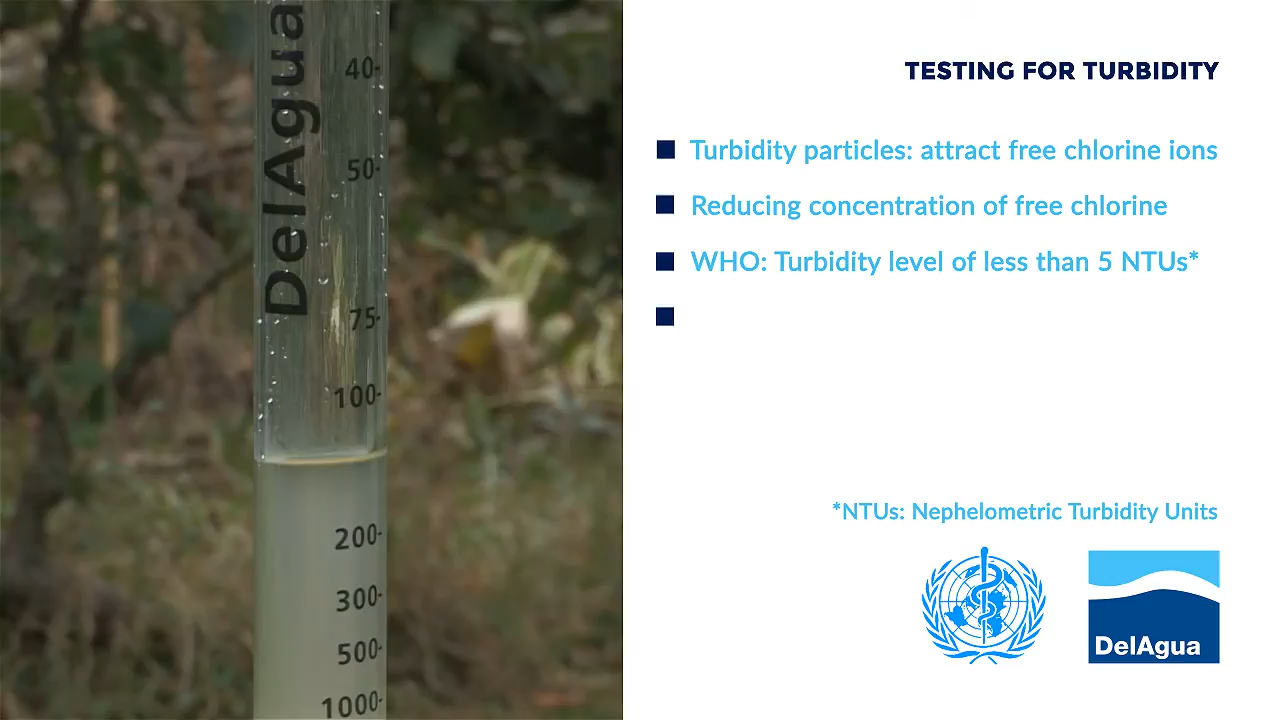 DelAgua
40-
50-
75-
100-
200-
300-
500-
1000-
TESTING FOR TURBIDITY
Turbidity particles: attract free chlorine ions
Reducing concentration of free chlorine
WHO: Turbidity level of less than 5 NTUs*
*NTUs: Nephelometric Turbidity Units
DelAgua